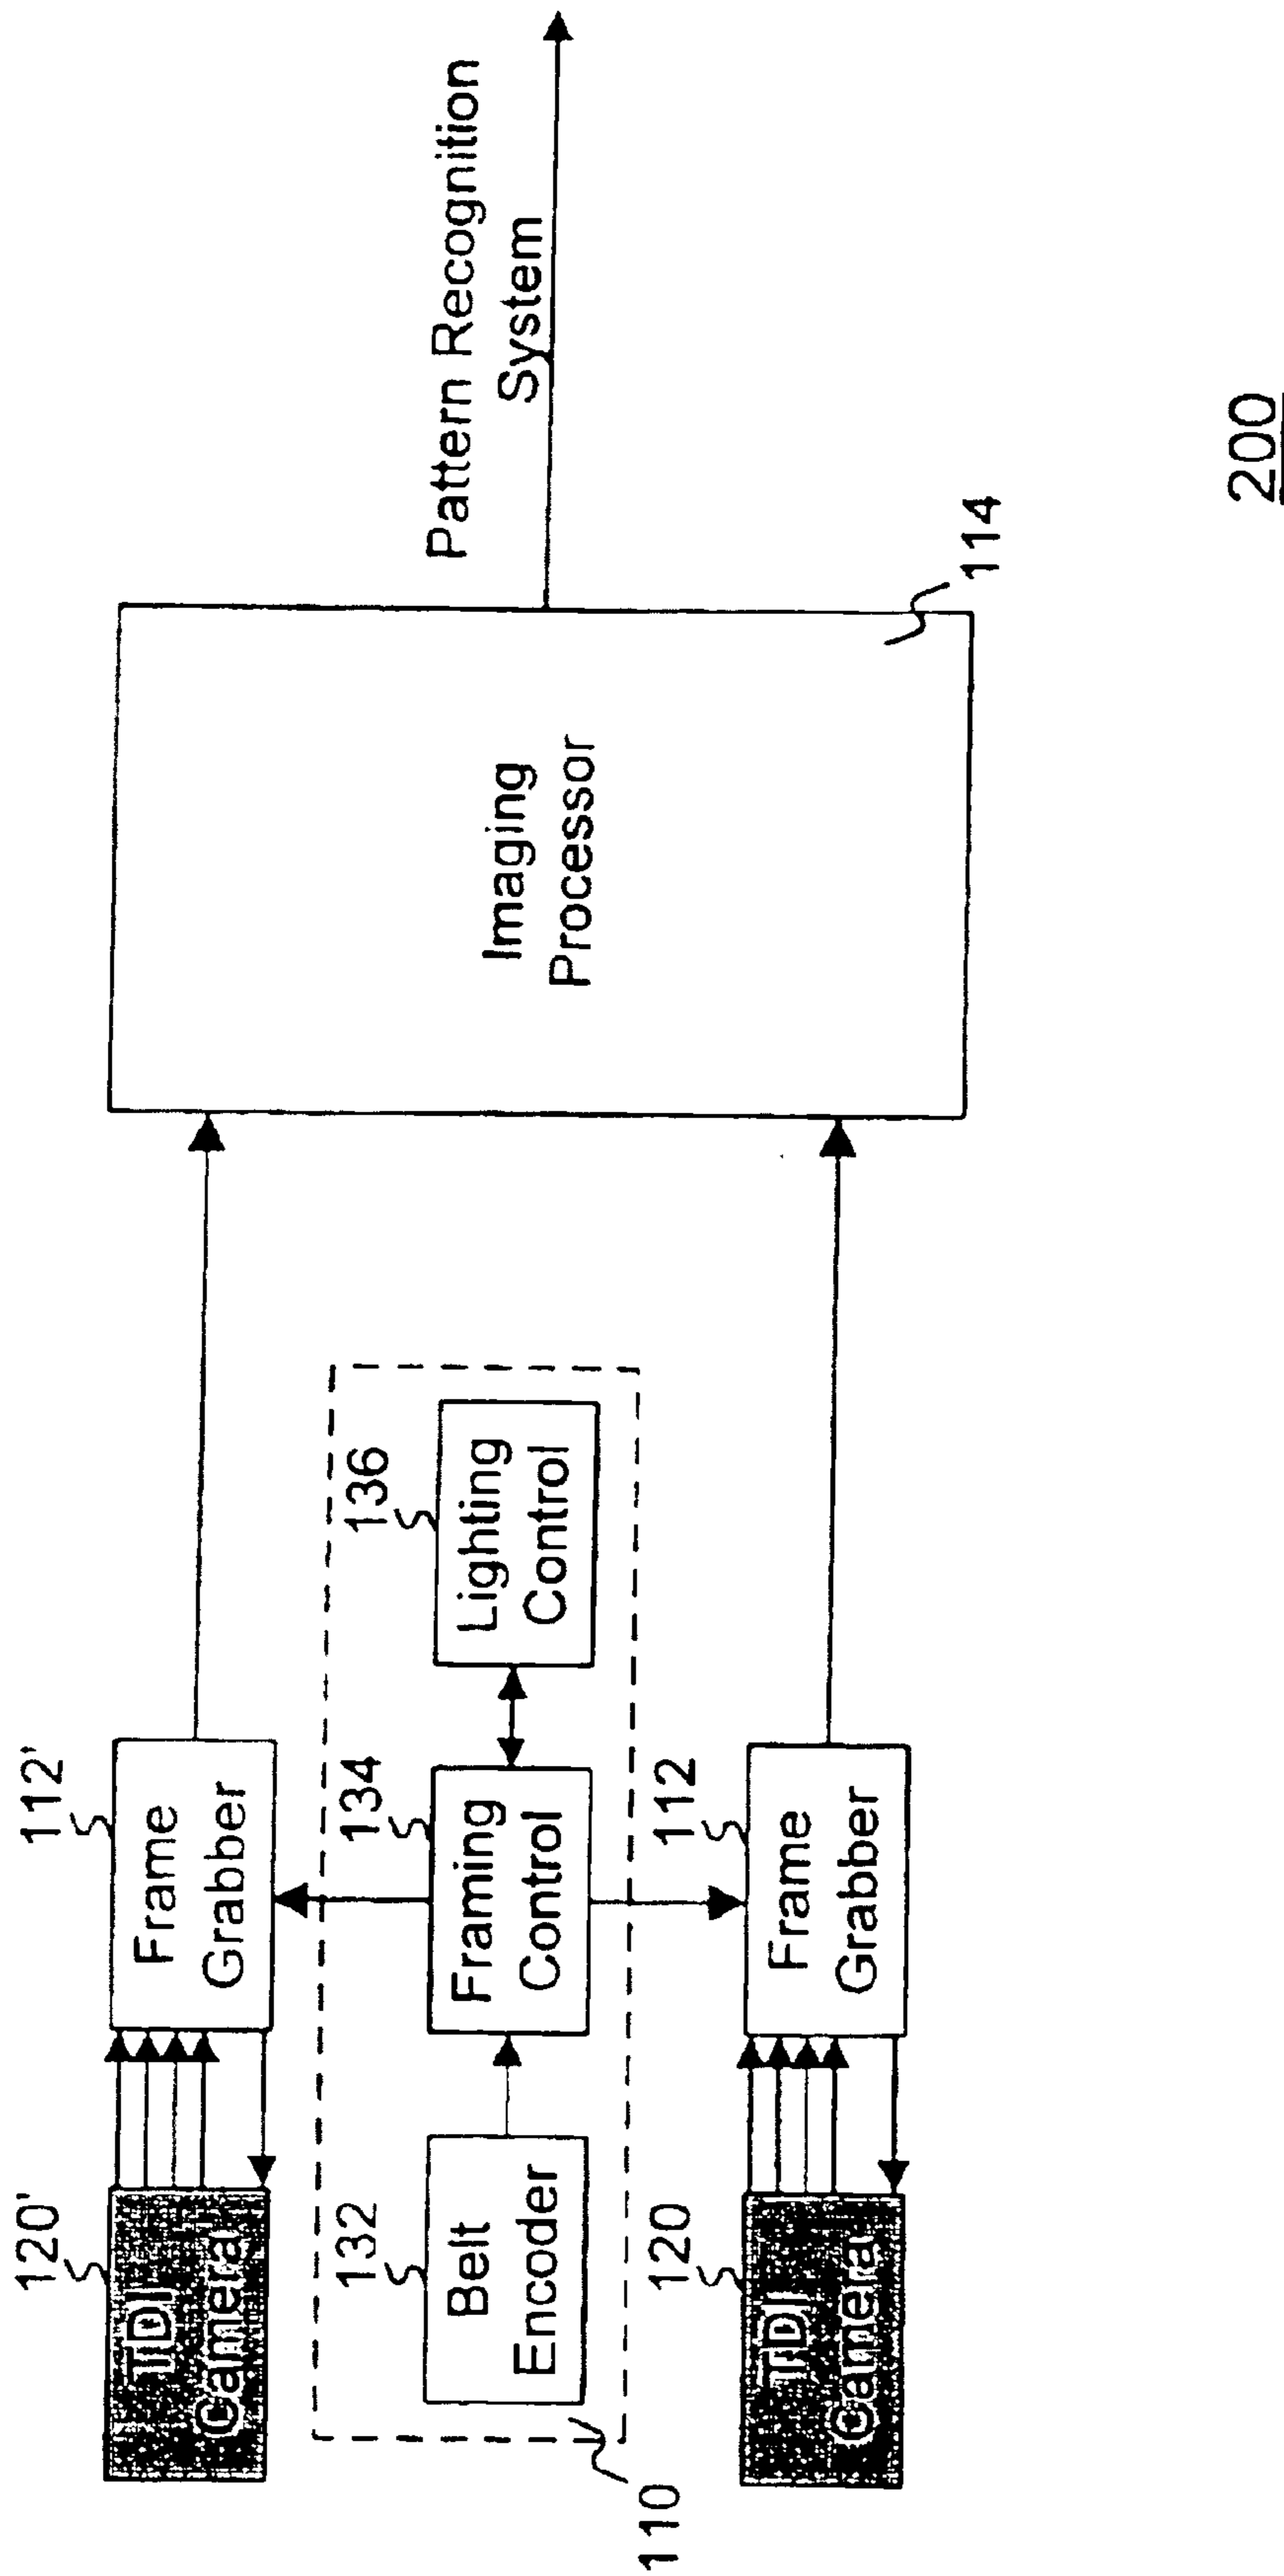 120'
TDI
Camera
112'
Frame
Grabber
132
Belt
Encoder
134
Framing
Control
136
Lighting
Control
110
120
TDI
Camera
112
Frame
Grabber
Imaging
Processor
114
Pattern Recognition
System
200